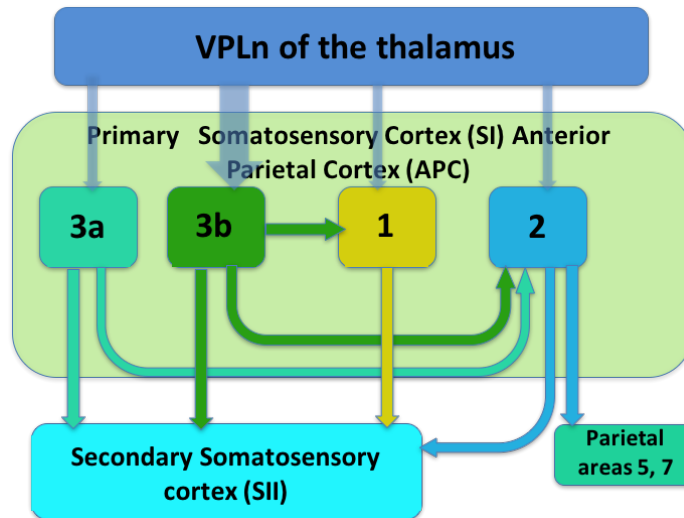 VPLn of the thalamus
Primary Somatosensory Cortex (SI) Anterior
Parietal Cortex (APC)
3a
3b
1
2
Secondary Somatosensory
cortex (SII)
Parietal
areas 5, 7